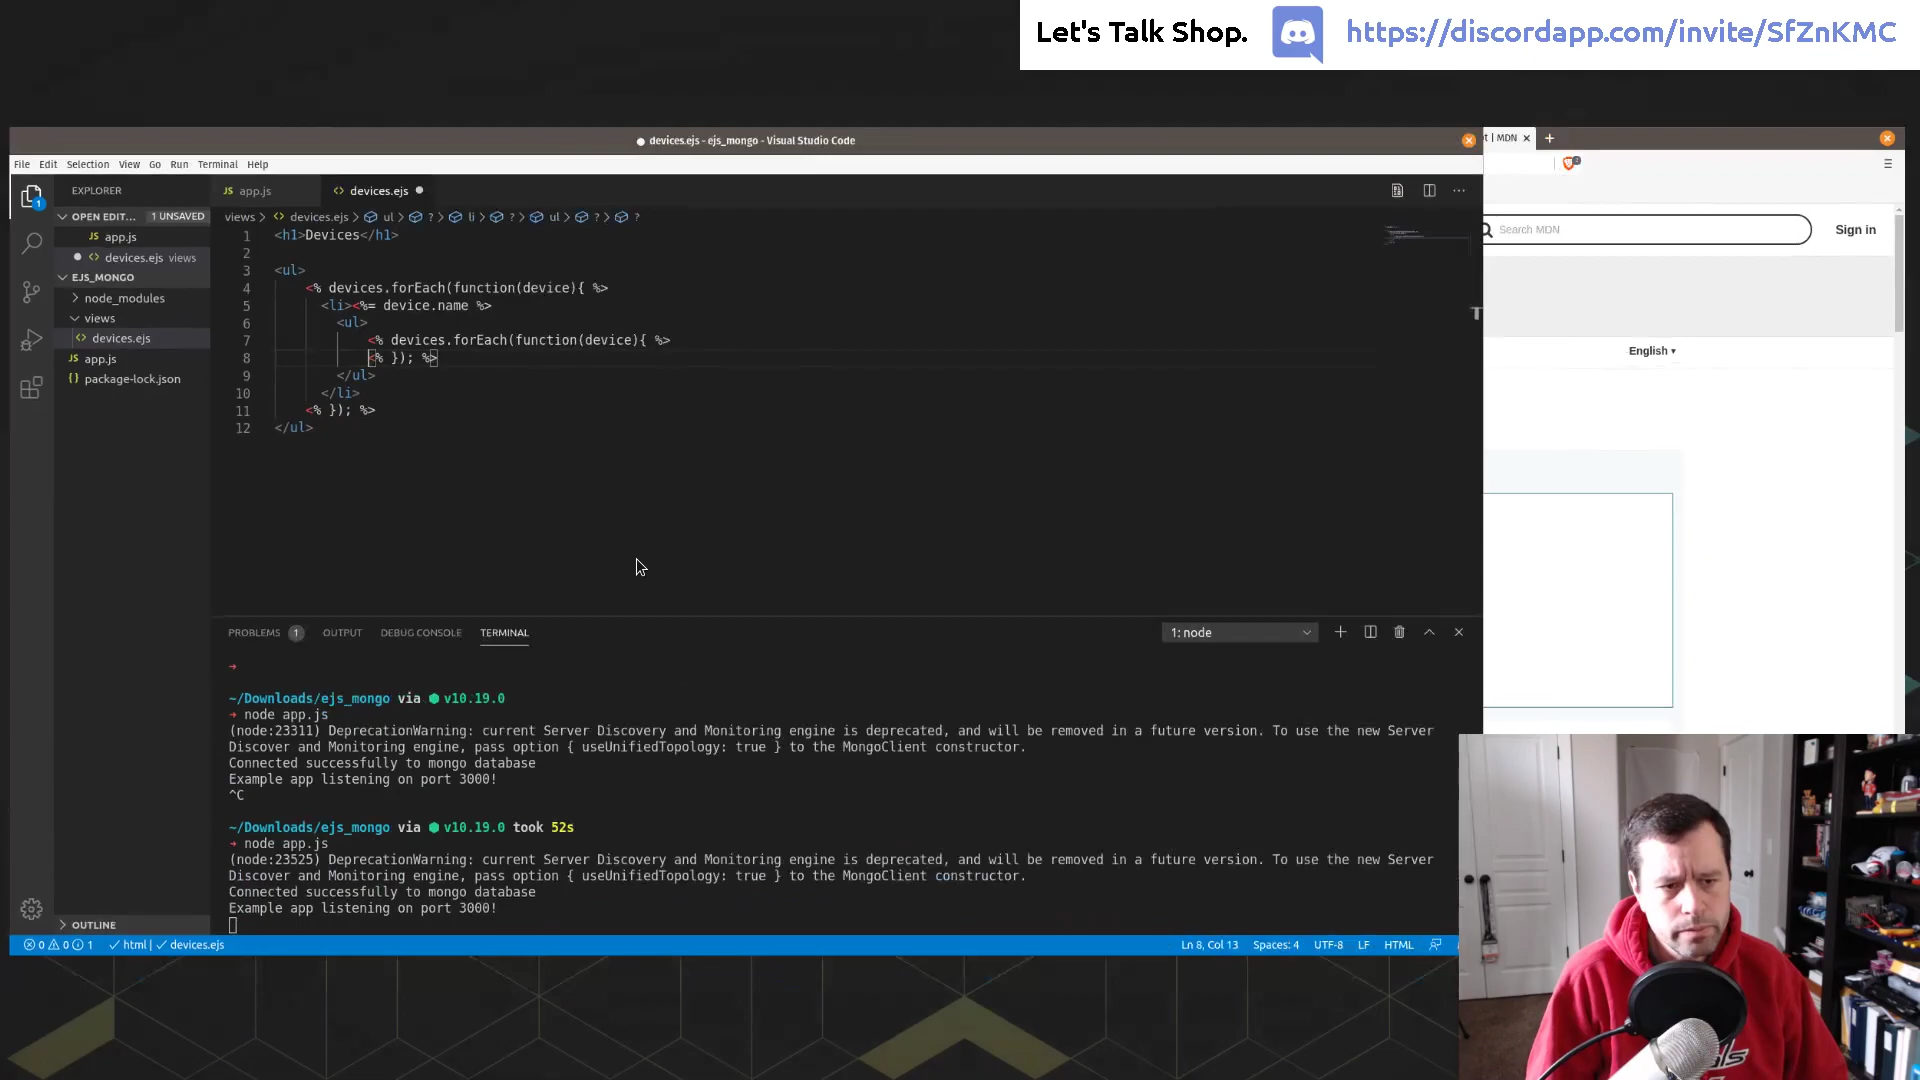 Let's Talk Shop.
https://discordapp.com/invite/SfZnKMC
devices.ejs - ejs_mongo - Visual Studio Code
t | MDN
File Edit Selection View Go Run Terminal Help
EXPLORER
app.js
devices.ejs
OPEN EDIT... 1 UNSAVED
views > devices.ejs > ul > ? > li > ? > ul > ? > ?
app.js
devices.ejs views
EJS_MONGO
node_modules
views
devices.ejs
app.js
package-lock.json
OUTLINE
1 <h1>Devices</h1>
2
3 <ul>
4 <% devices.forEach(function(device){ %>
5 <li><%= device.name %>
6 <ul>
7 <% devices.forEach(function(device){ %>
8 <% }); %>
9 </ul>
10 </li>
11 <% }); %>
12 </ul>
Search MDN
Sign in
English
PROBLEMS 1 OUTPUT DEBUG CONSOLE TERMINAL
1: node
~/Downloads/ejs_mongo via v10.19.0
→ node app.js
(node:23311) DeprecationWarning: current Server Discovery and Monitoring engine is deprecated, and will be removed in a future version. To use the new Server
Discover and Monitoring engine, pass option { useUnifiedTopology: true } to the MongoClient constructor.
Connected successfully to mongo database
Example app listening on port 3000!
^C
~/Downloads/ejs_mongo via v10.19.0 took 52s
→ node app.js
(node:23525) DeprecationWarning: current Server Discovery and Monitoring engine is deprecated, and will be removed in a future version. To use the new Server
Discover and Monitoring engine, pass option { useUnifiedTopology: true } to the MongoClient constructor.
Connected successfully to mongo database
Example app listening on port 3000!
0 0 1 html | devices.ejs
Ln 8, Col 13 Spaces: 4 UTF-8 LF HTML